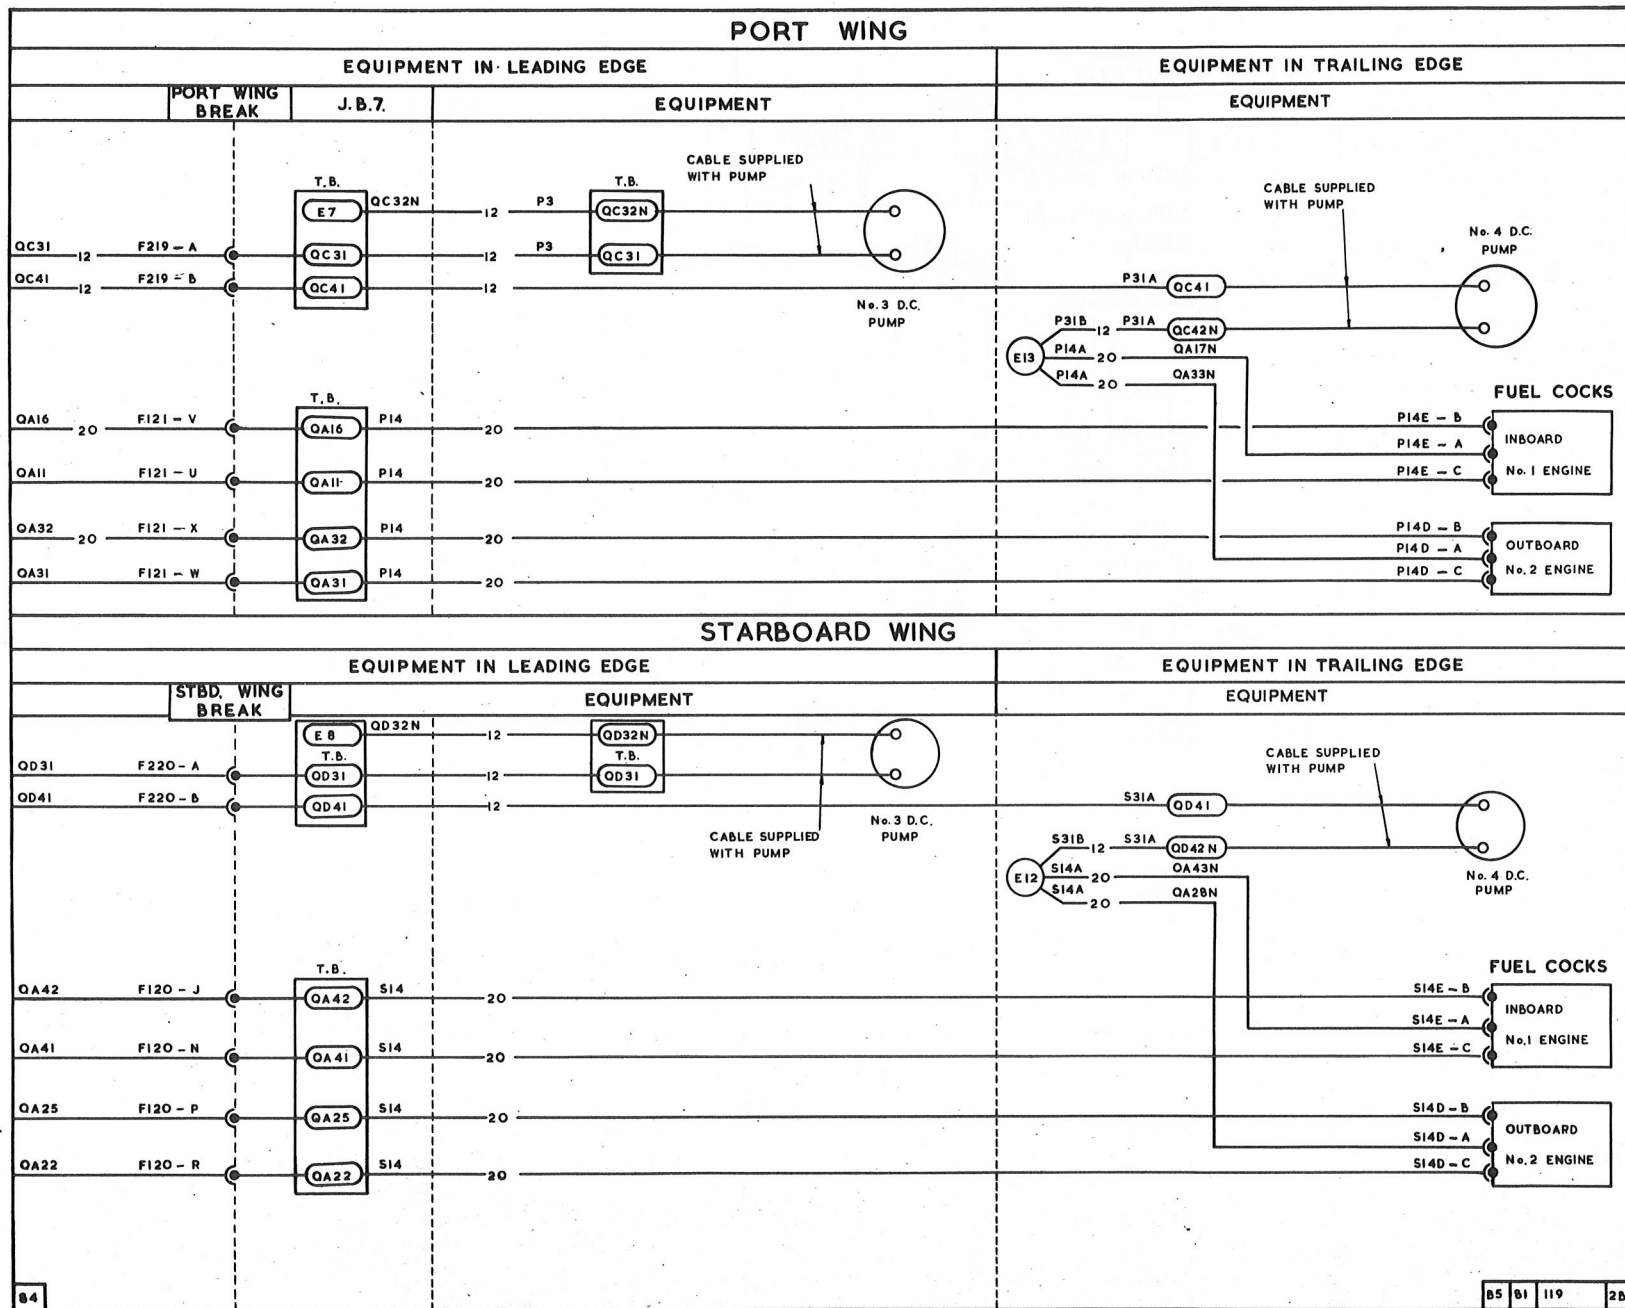 PORT WING
EQUIPMENT IN LEADING EDGE
EQUIPMENT IN TRAILING EDGE
PORT WING
BREAK
J.B.7.
EQUIPMENT
EQUIPMENT
CABLE SUPPLIED
WITH PUMP
T.B.
T.B.
E7
QC32N
12
P3
QC32N
CABLE SUPPLIED
WITH PUMP
QC31
12
F219-A
QC31
12
P3
QC31
No. 4 D.C.
PUMP
QC41
12
F219-B
QC41
12
P31A
QC41
No.3 D.C.
PUMP
P31B
12
P31A
QC42N
E13
P14A
20
QA17N
P14A
20
QA33N
FUEL COCKS
T.B.
QA16
20
F121-V
QA16
P14
20
P14E-B
INBOARD
P14E-A
QA11
F121-U
QA11
P14
20
P14E-C
No.1 ENGINE
QA32
20
F121-X
QA32
P14
20
P14D-B
OUTBOARD
P14D-A
QA31
F121-W
QA31
P14
20
P14D-C
No.2 ENGINE
STARBOARD WING
EQUIPMENT IN LEADING EDGE
EQUIPMENT IN TRAILING EDGE
STBD. WING
BREAK
EQUIPMENT
EQUIPMENT
E8
QD32N
12
QD32N
T.B.
T.B.
CABLE SUPPLIED
WITH PUMP
QD31
F220-A
QD31
12
QD31
QD41
F220-B
QD41
12
S31A
QD41
No.3 D.C.
PUMP
CABLE SUPPLIED
WITH PUMP
S31B
12
S31A
QD42N
E12
S14A
20
QA43N
No. 4 D.C.
PUMP
S14A
20
QA28N
FUEL COCKS
T.B.
QA42
F120-J
QA42
S14
20
S14E-B
INBOARD
S14E-A
No.1 ENGINE
QA41
F120-N
QA41
S14
20
S14E-C
QA25
F120-P
QA25
S14
20
S14D-B
OUTBOARD
S14D-A
QA22
F120-R
QA22
S14
20
S14D-C
No.2 ENGINE
84
B5 81 119